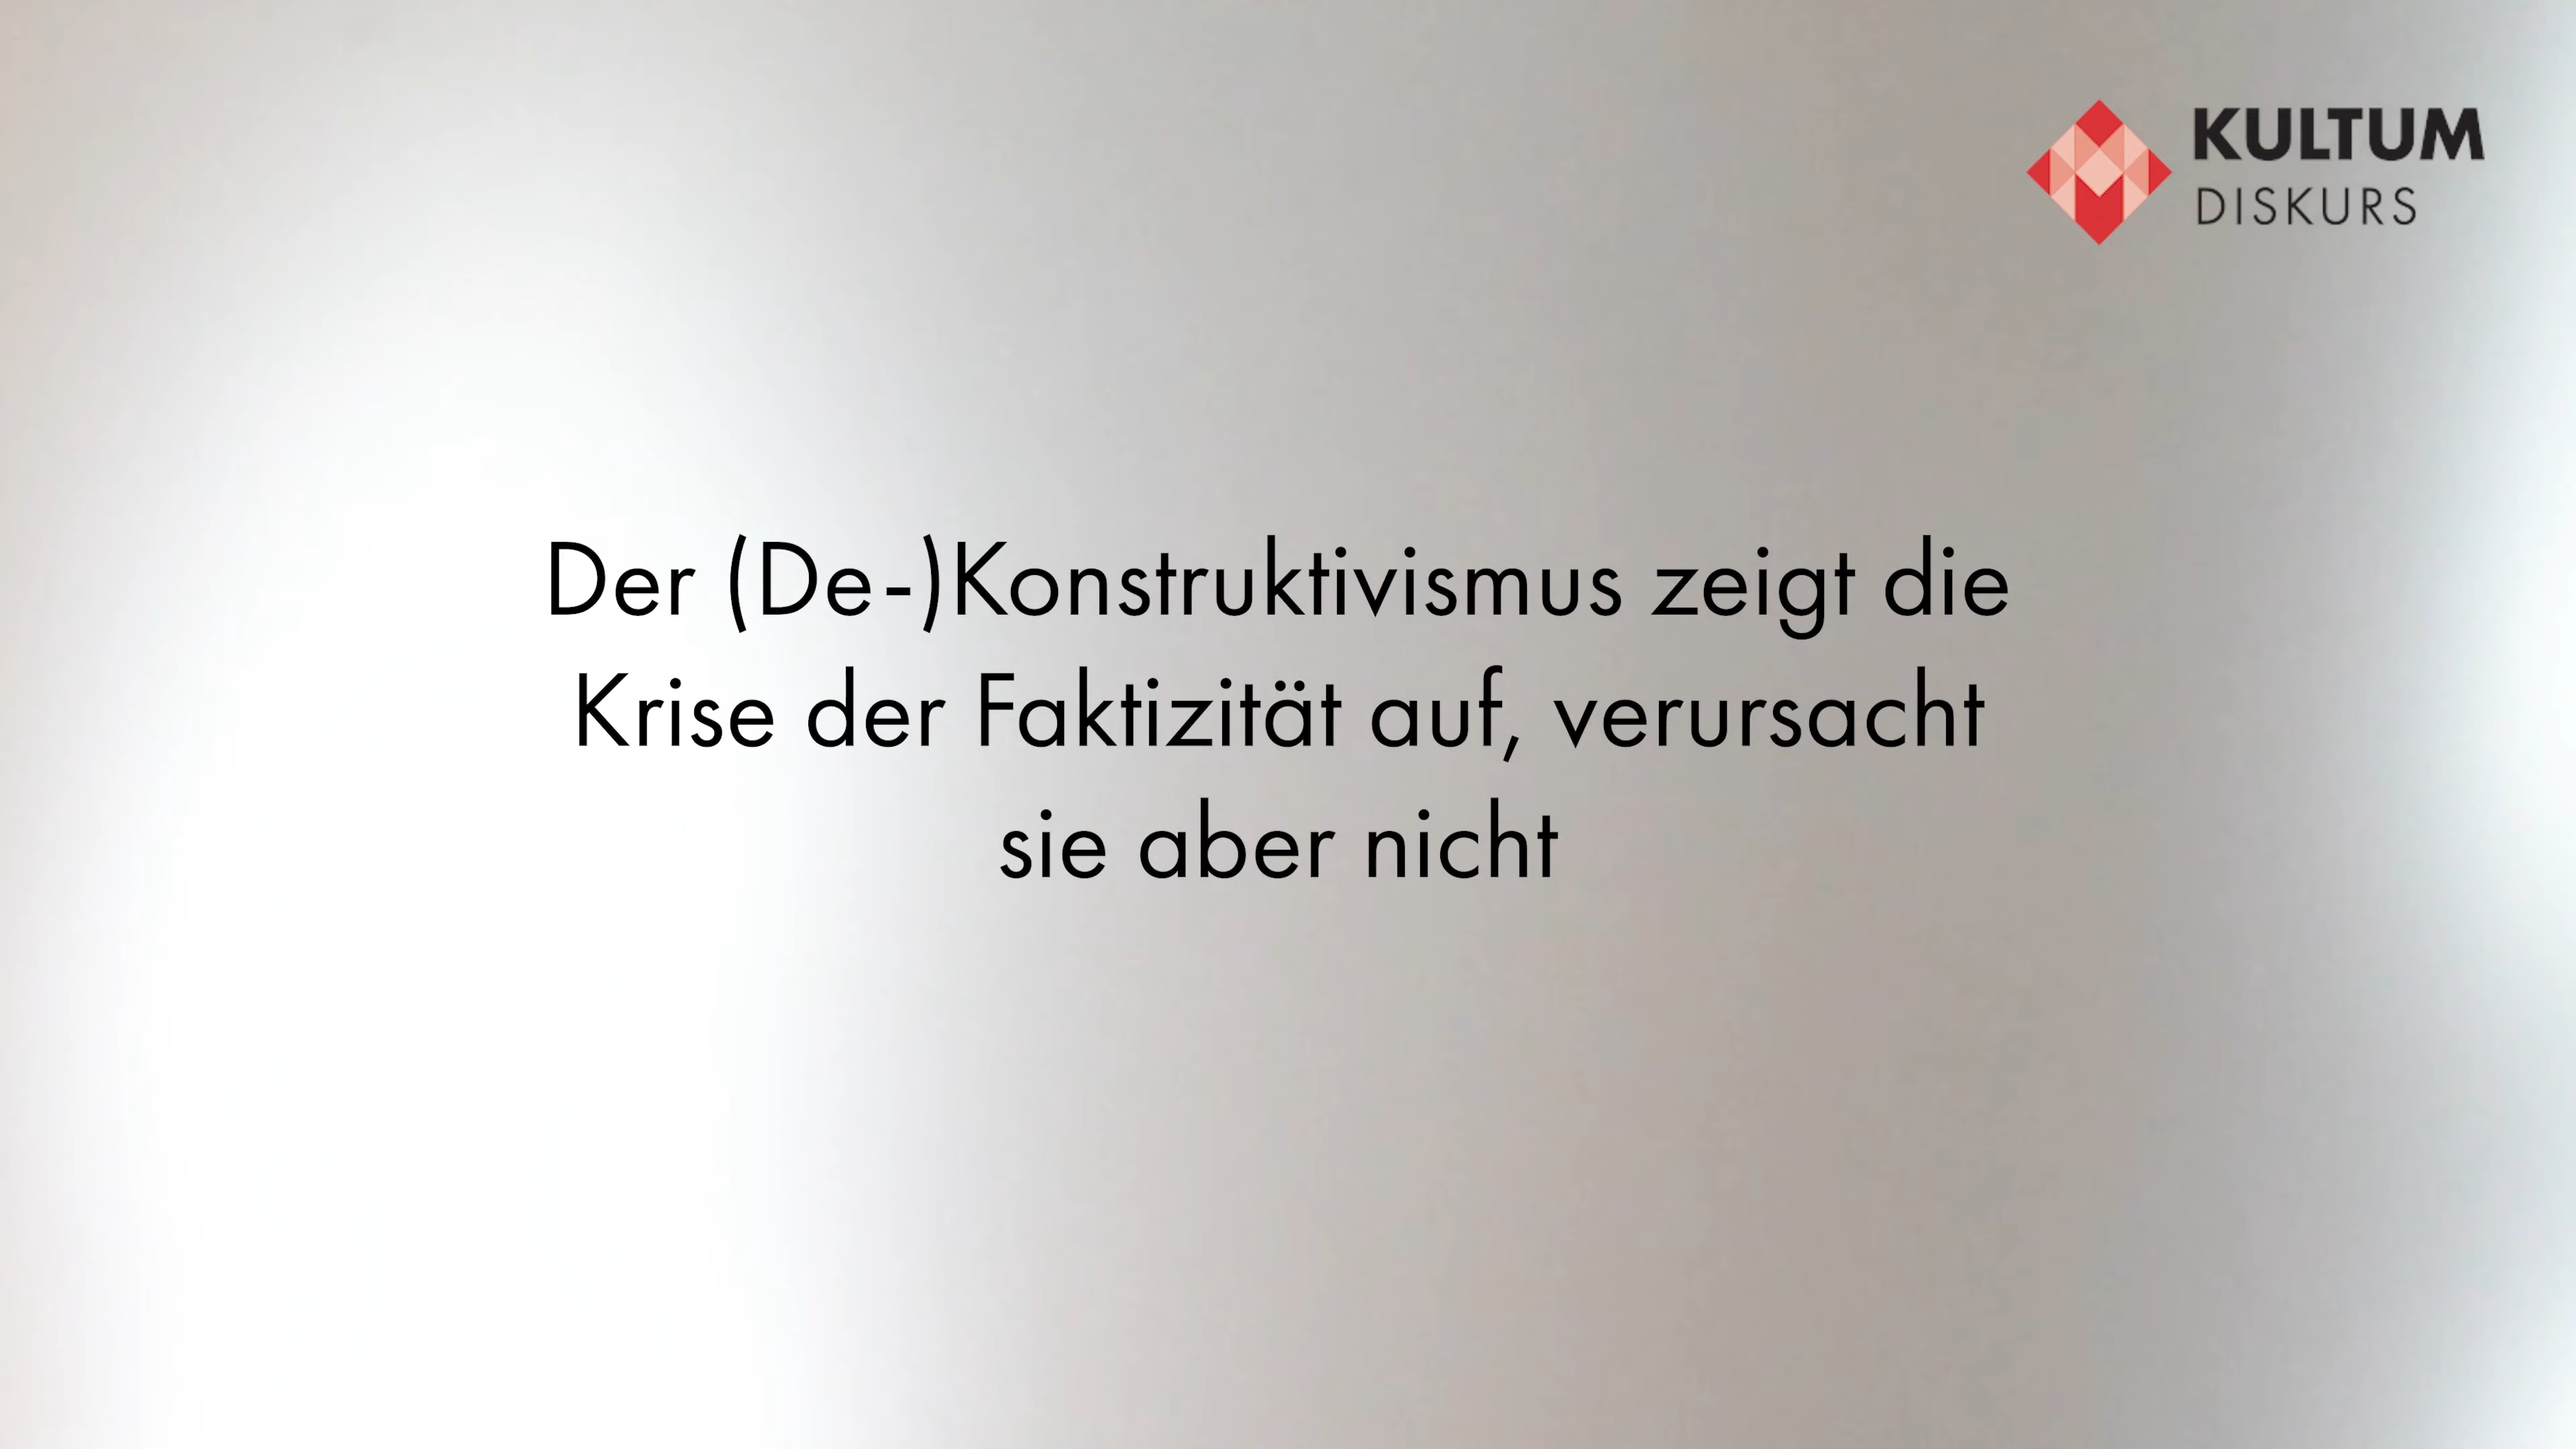 KULTUM
DISKURS
Der (De-)Konstruktivismus zeigt die
Krise der Faktizität auf, verursacht
sie aber nicht